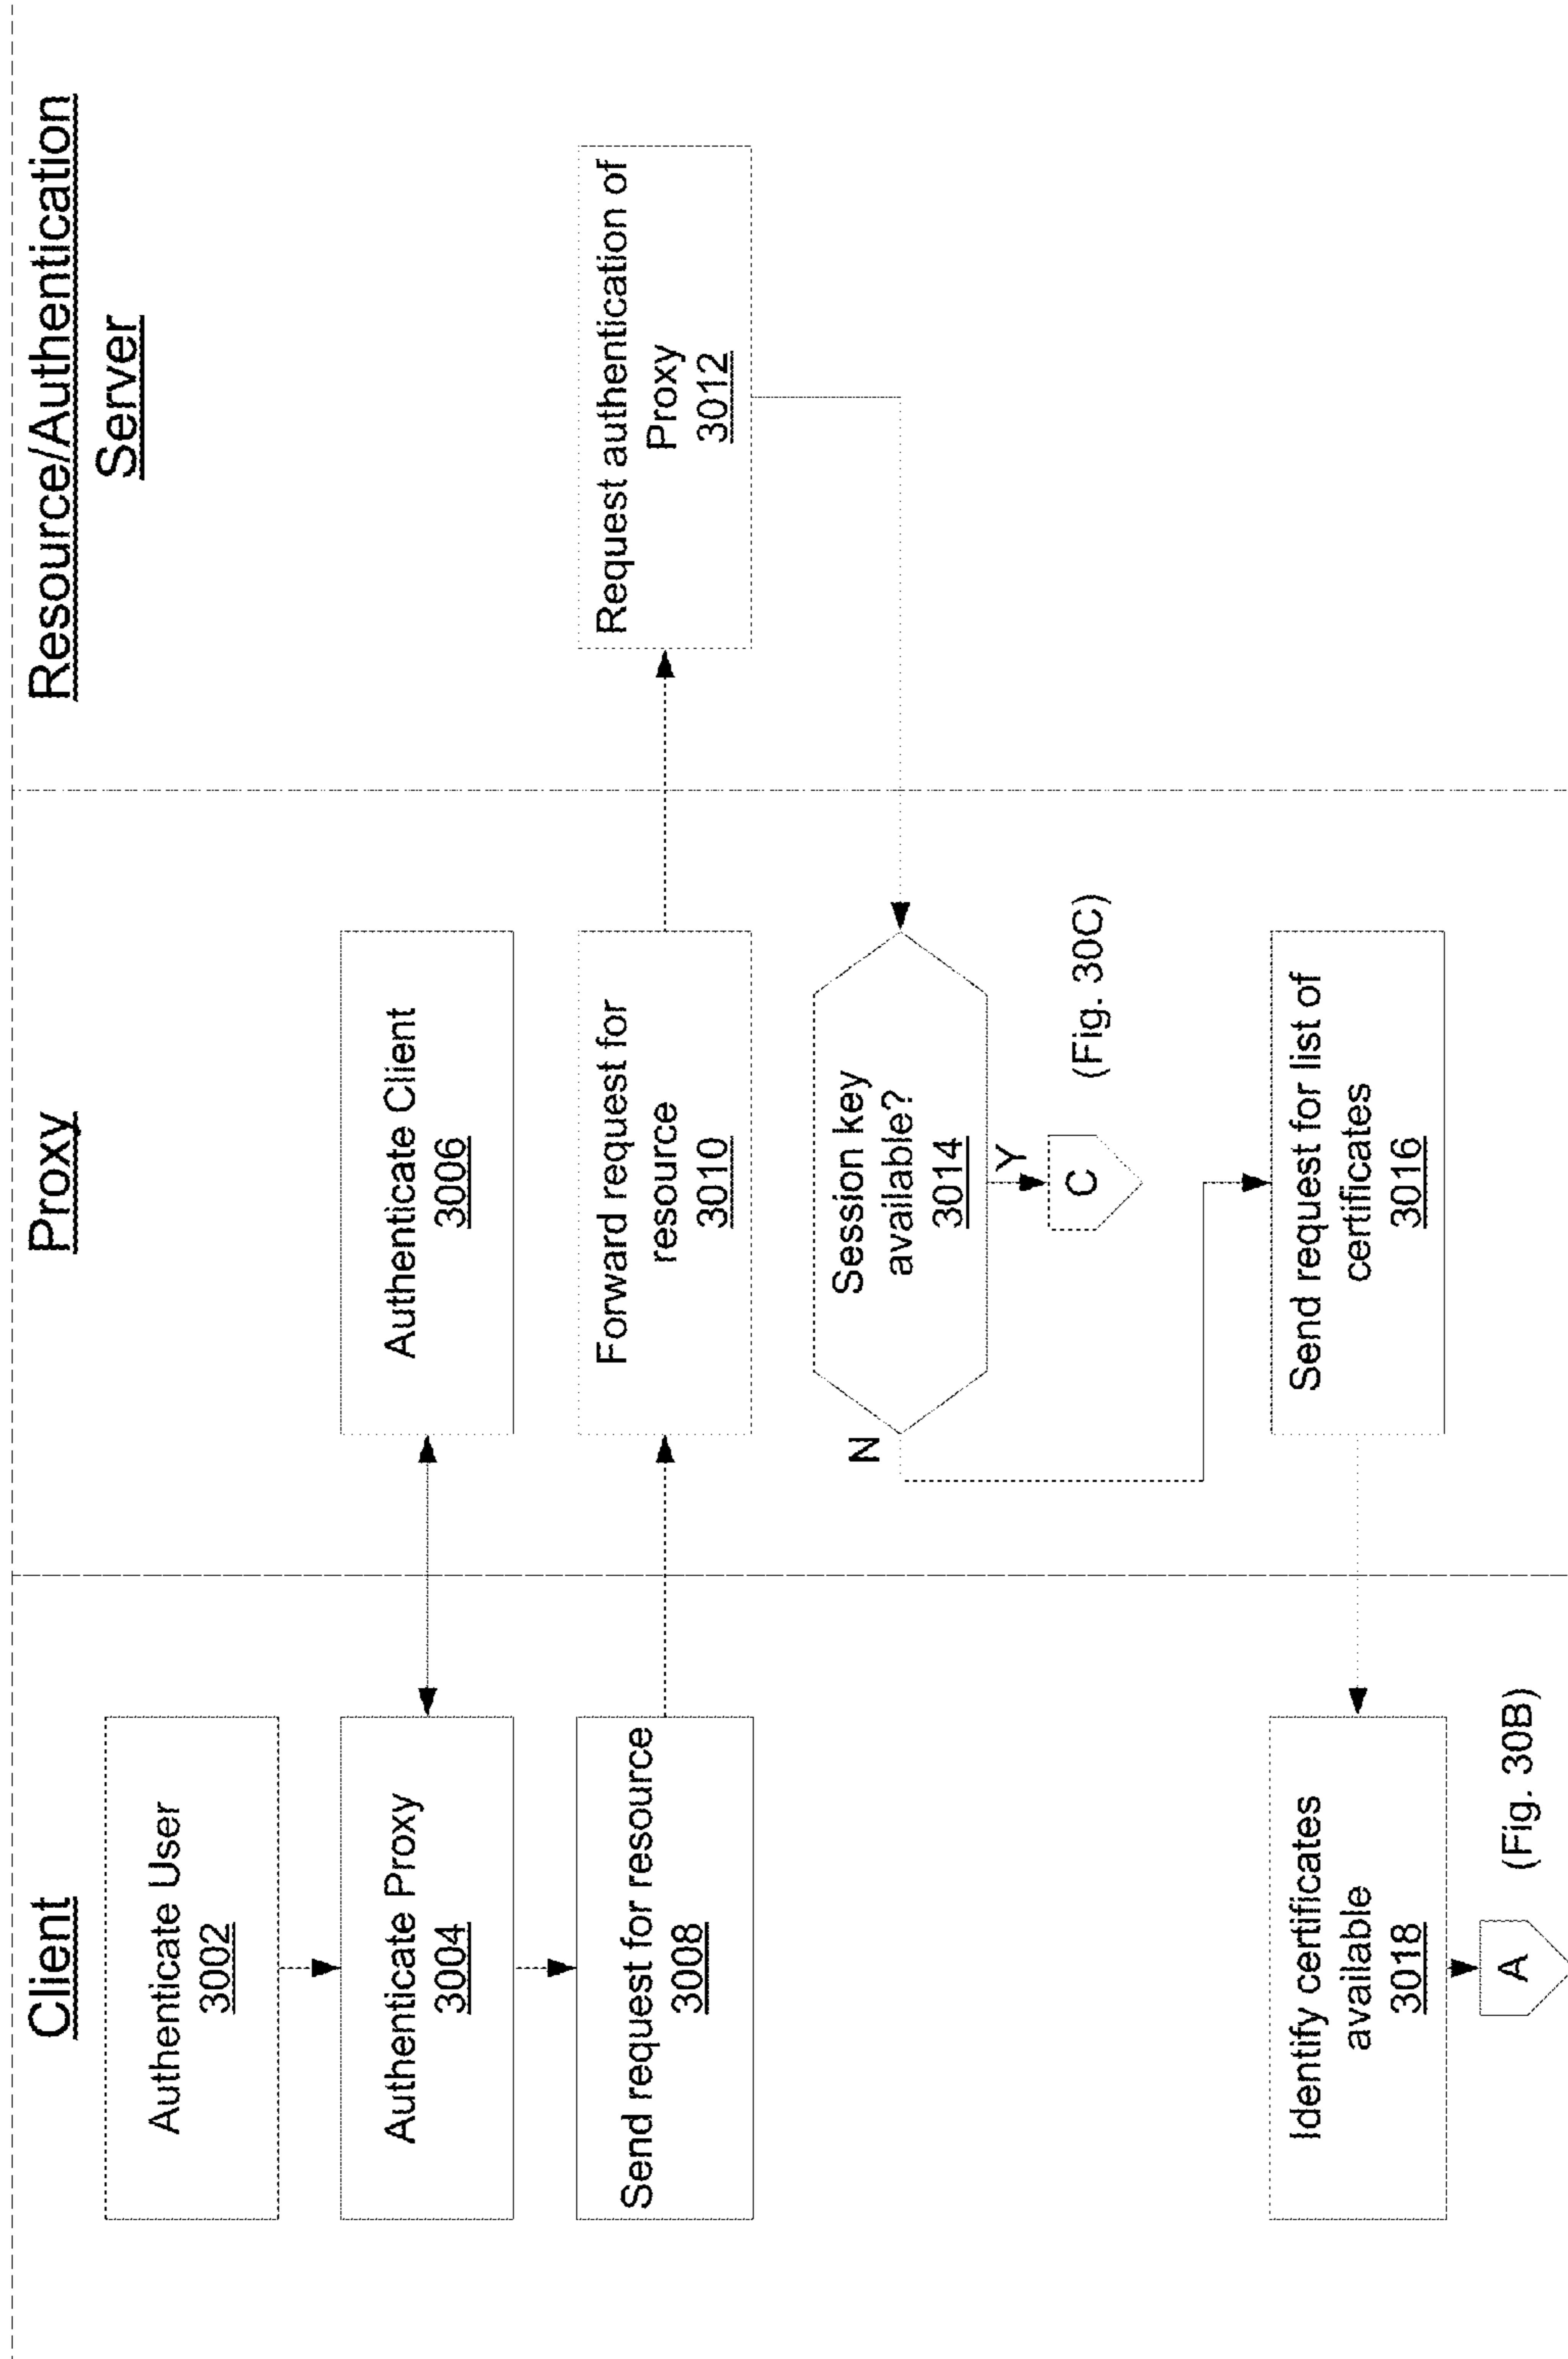 Client
Proxy
Resource/Authentication
Server
Authenticate User
3002
Authenticate Proxy
3004
Authenticate Client
3006
Send request for resource
3008
Forward request for
resource
3010
Request authentication of
Proxy
3012
Session key
available?
3014
N
Y
C
(Fig. 30C)
Send request for list of
certificates
3016
Identify certificates
available
3018
A
(Fig. 30B)